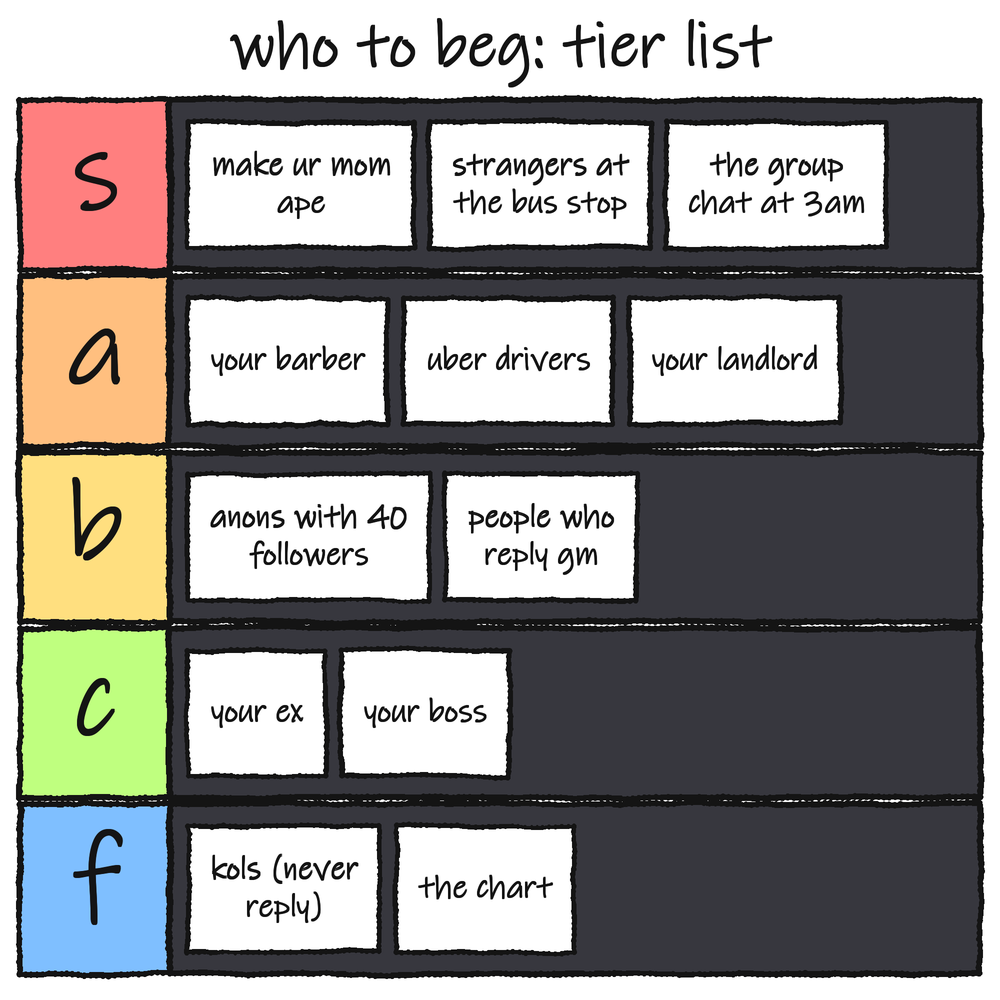 who to beg: tier list
s
make ur mom
ape
strangers at
the bus stop
the group
chat at 3am
a
your barber
uber drivers
your landlord
b
anons with 40
followers
people who
reply gm
c
your ex
your boss
f
kols (never
reply)
the chart